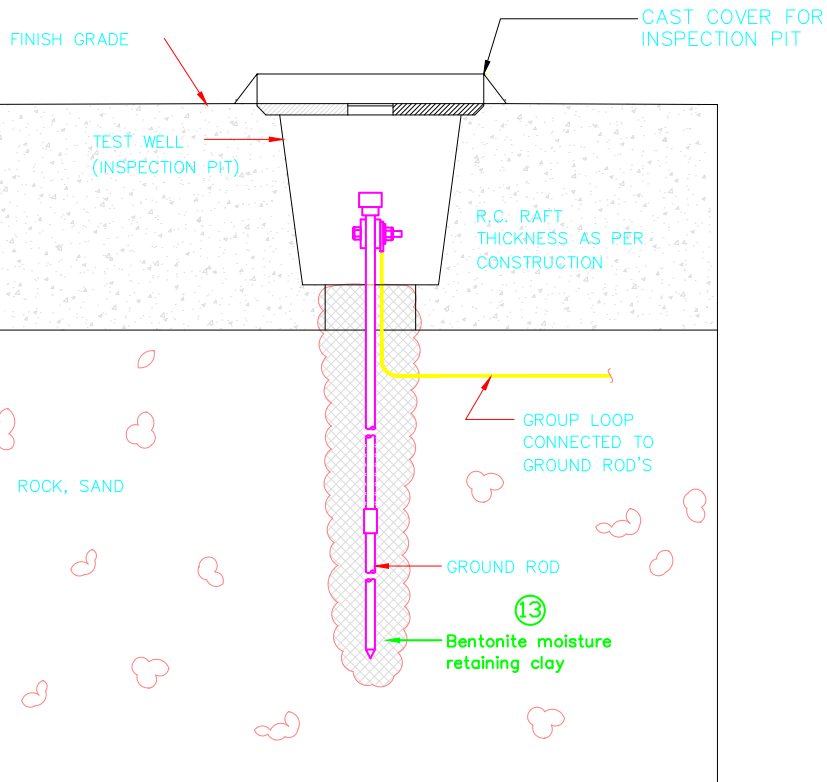 CAST COVER FOR
INSPECTION PIT
FINISH GRADE
TEST WELL
(INSPECTION PIT)
R.C. RAFT
THICKNESS AS PER
CONSTRUCTION
GROUP LOOP
CONNECTED TO
GROUND ROD'S
ROCK, SAND
GROUND ROD
13
Bentonite moisture
retaining clay